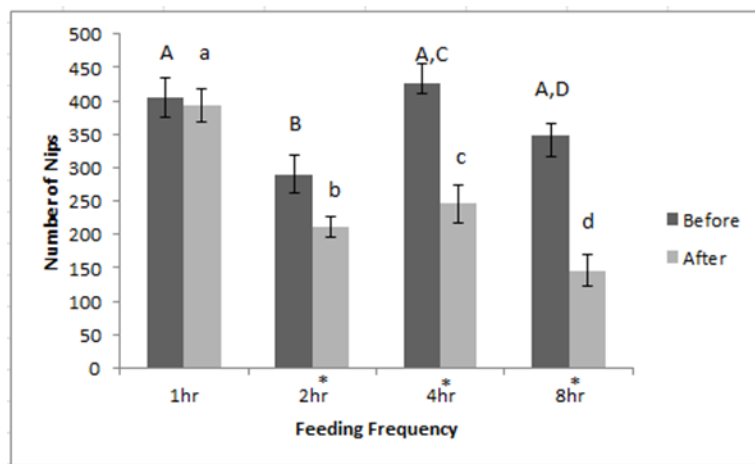 500
450
400
350
300
250
200
150
100
50
0
Number of Nips
A a
B b
A,C c
A,D d
1hr 2hr* 4hr* 8hr*
Feeding Frequency
Before
After